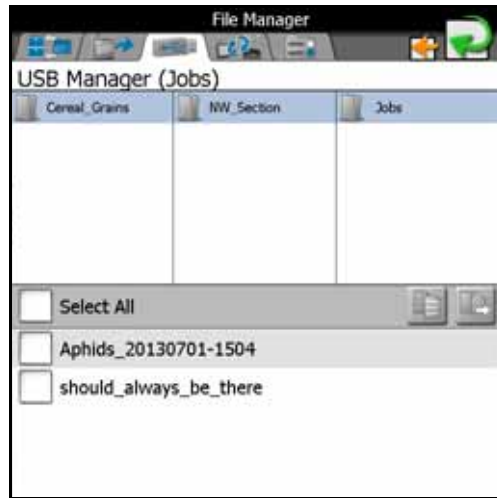 File Manager
USB Manager (Jobs)
Cereal_Grains NW_Section Jobs
Select All
Aphids_20130701-1504
should_always_be_there